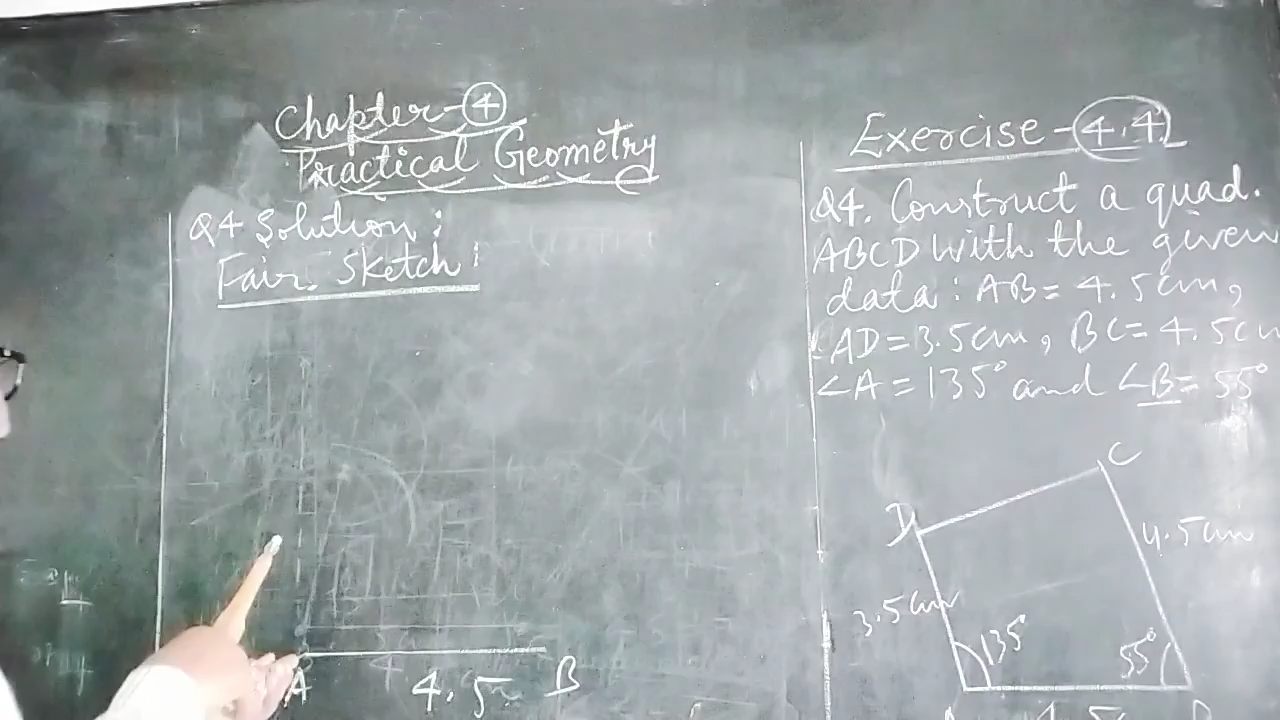 Chapter-4
Practical Geometry
Q4 Solution:
Fair Sketch:
A 4.5 B
Exercise-4.4
Q4. Construct a quad.
ABCD with the given
data: AB = 4.5cm,
AD = 3.5cm, BC = 4.5cm
∠A = 135° and ∠B = 55°
C
D
4.5cm
3.5cm
135°
55°